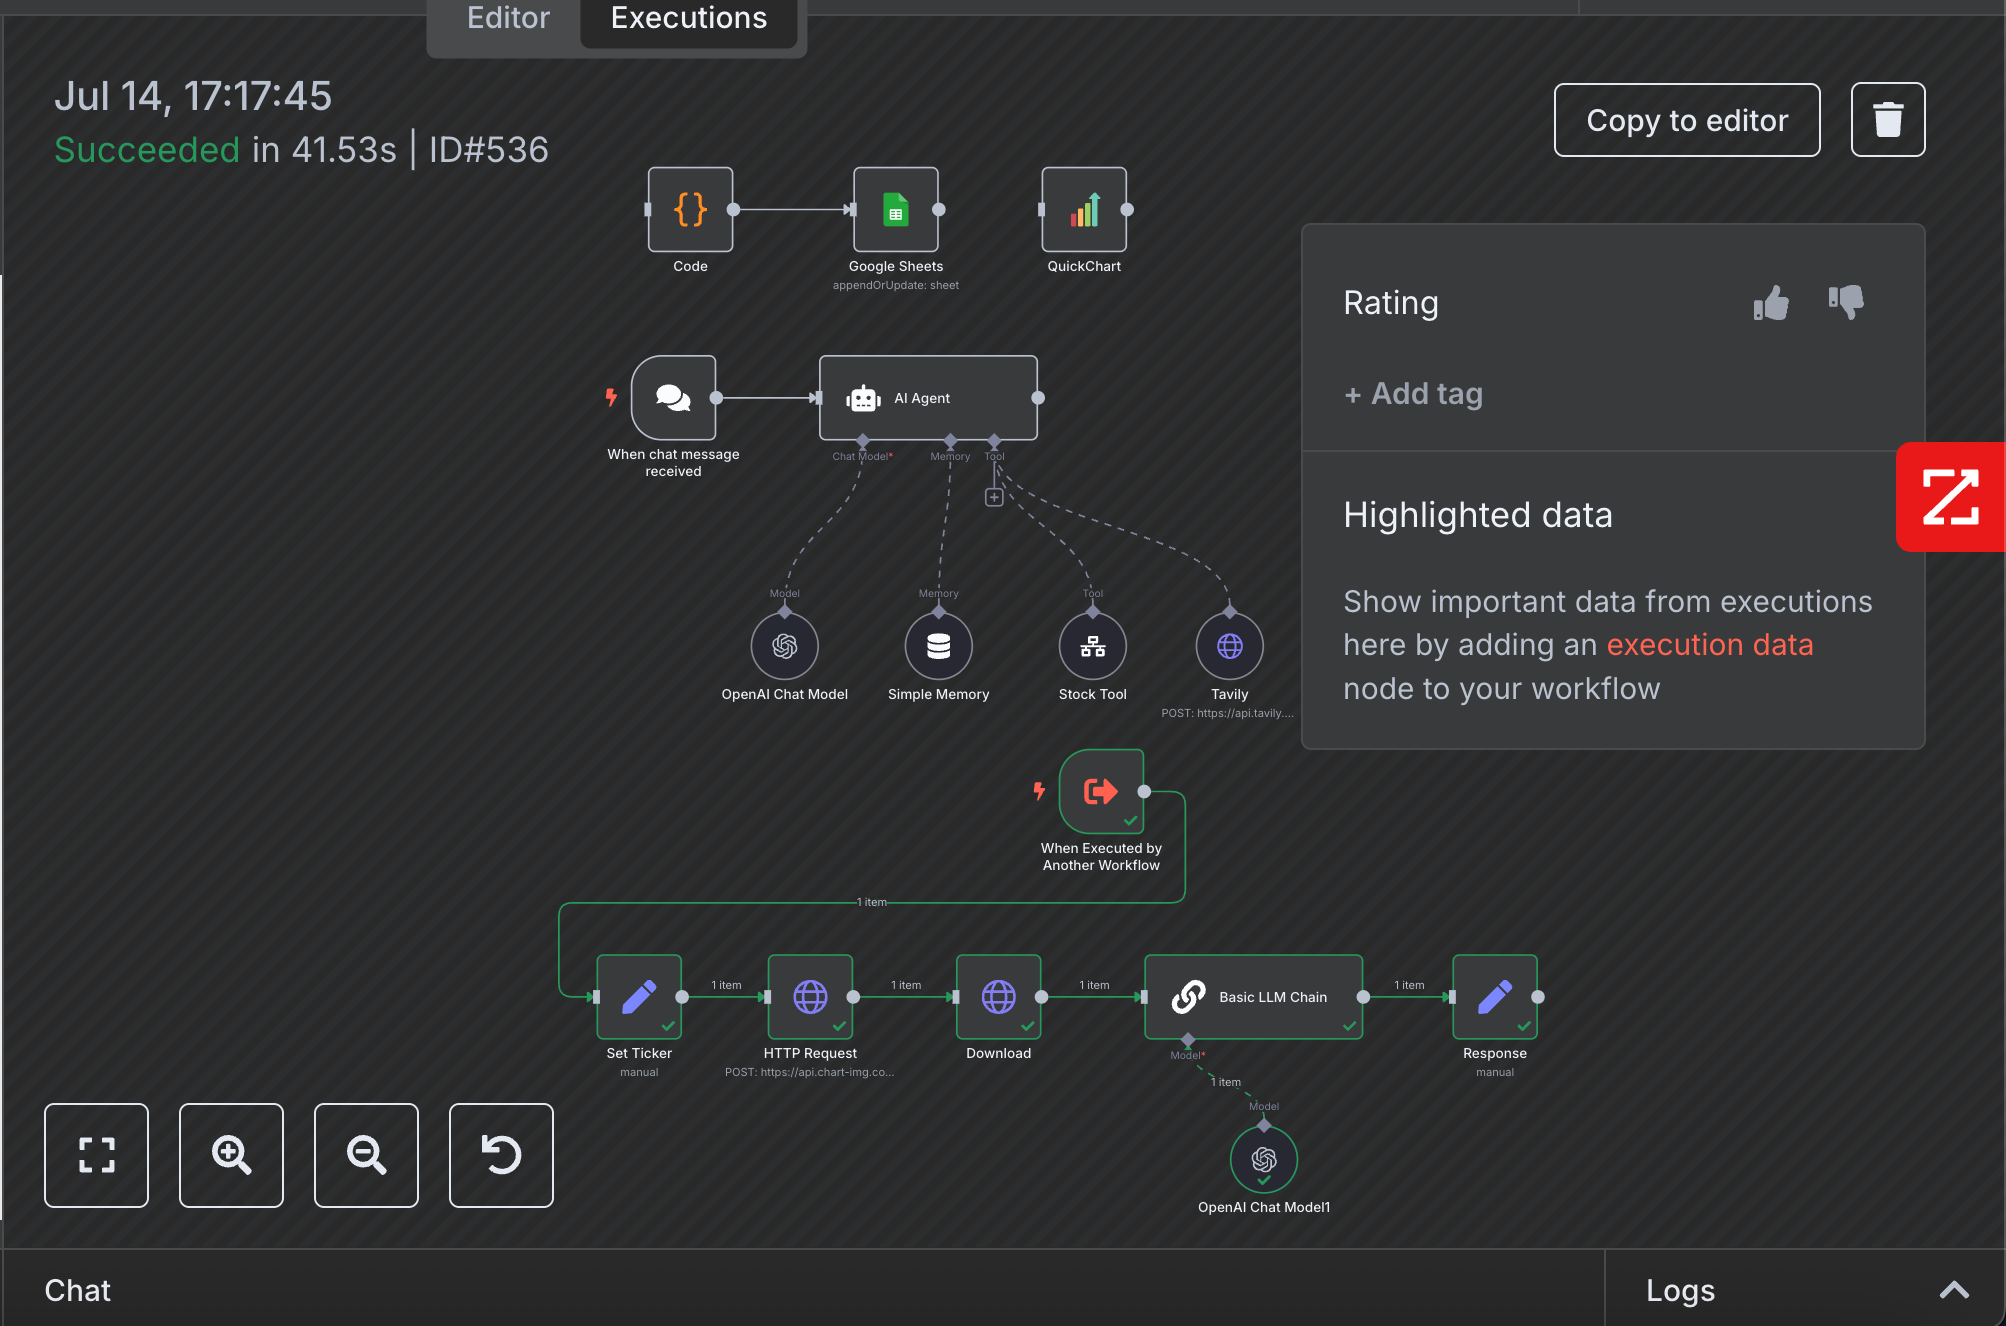 Editor
Executions
Jul 14, 17:17:45
Succeeded in 41.53s | ID#536
Copy to editor
Code
Google Sheets
appendOrUpdate: sheet
QuickChart
Rating
+ Add tag
Highlighted data
Show important data from executions
here by adding an execution data
node to your workflow
When chat message
received
AI Agent
Chat Model*
Memory
Tool
Model
Memory
Tool
OpenAI Chat Model
Simple Memory
Stock Tool
Tavily
POST: https://api.tavily....
When Executed by
Another Workflow
1 item
1 item
1 item
1 item
1 item
Set Ticker
manual
HTTP Request
POST: https://api.chart-img.co...
Download
Basic LLM Chain
Model*
Response
manual
1 item
Model
OpenAI Chat Model1
Chat
Logs